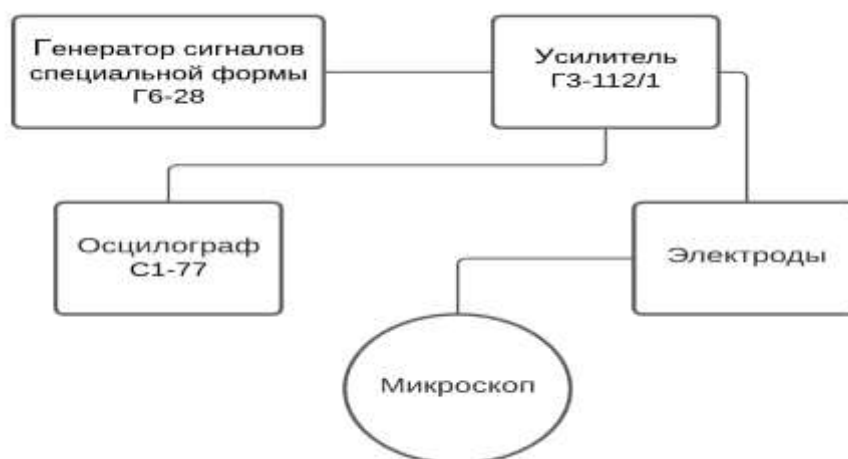 Генератор сигналов
специальной формы
Г6-28
Усилитель
Г3-112/1
Осцилограф
С1-77
Электроды
Микроскоп